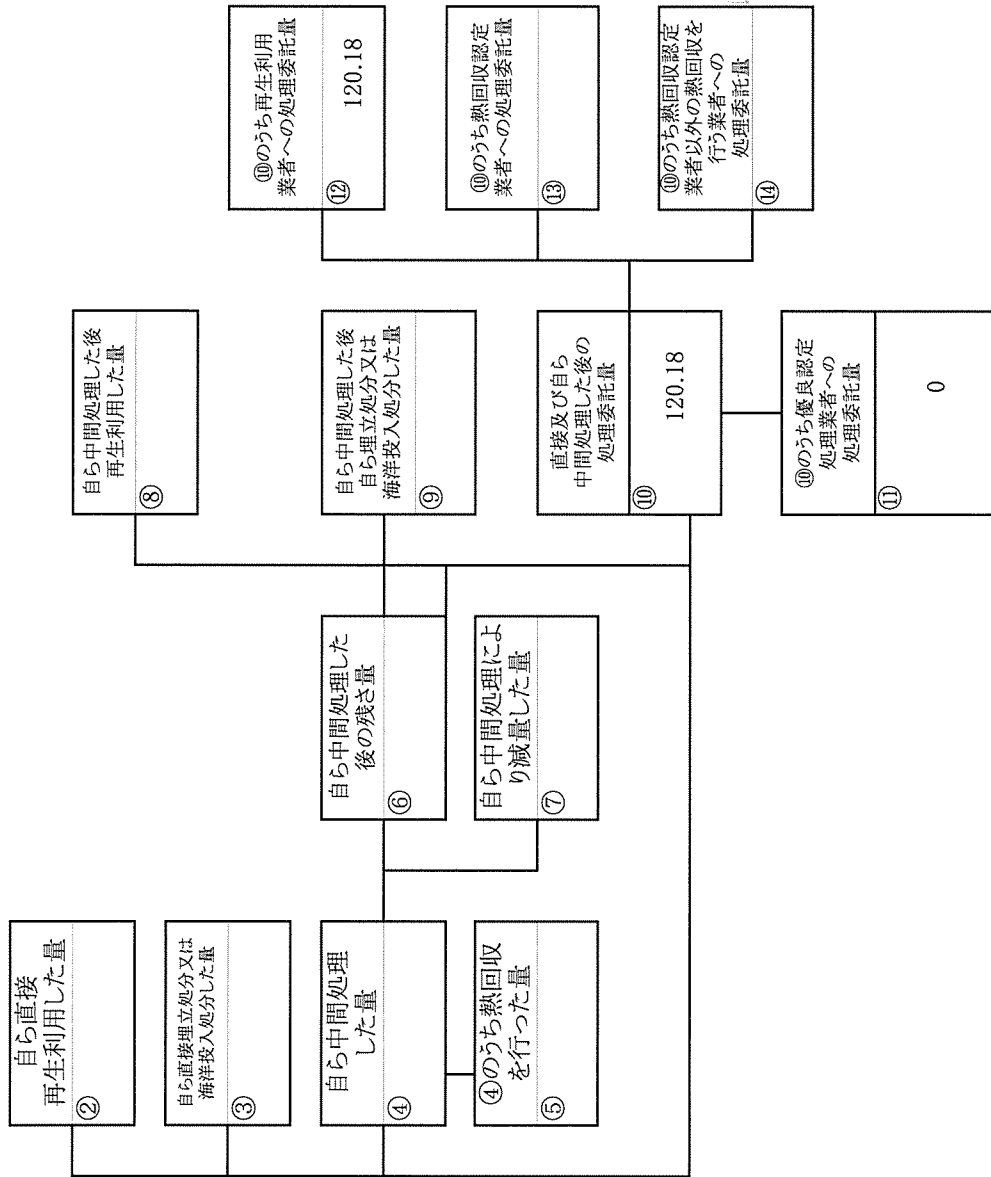 自ら直接
再生利用した量
②
自ら直接埋立処分又は
海洋投入処分した量
③
自ら中間処理
した量
④
④のうち熱回収
を行った量
⑤
自ら中間処理した
後の残さ量
⑥
自ら中間処理によ
り減量した量
⑦
自ら中間処理した後
再生利用した量
⑧
自ら中間処理した後
自ら埋立処分又は
海洋投入処分した量
⑨
直接及び自ら
中間処理した後の
処理委託量
⑩
120.18
⑩のうち優良認定
処理業者への
処理委託量
⑪
0
⑩のうち再生利用
業者への処理委託量
⑫
120.18
⑩のうち熱回収認定
業者への処理委託量
⑬
⑩のうち熱回収認定
業者以外の熱回収を
行う業者への
処理委託量
⑭